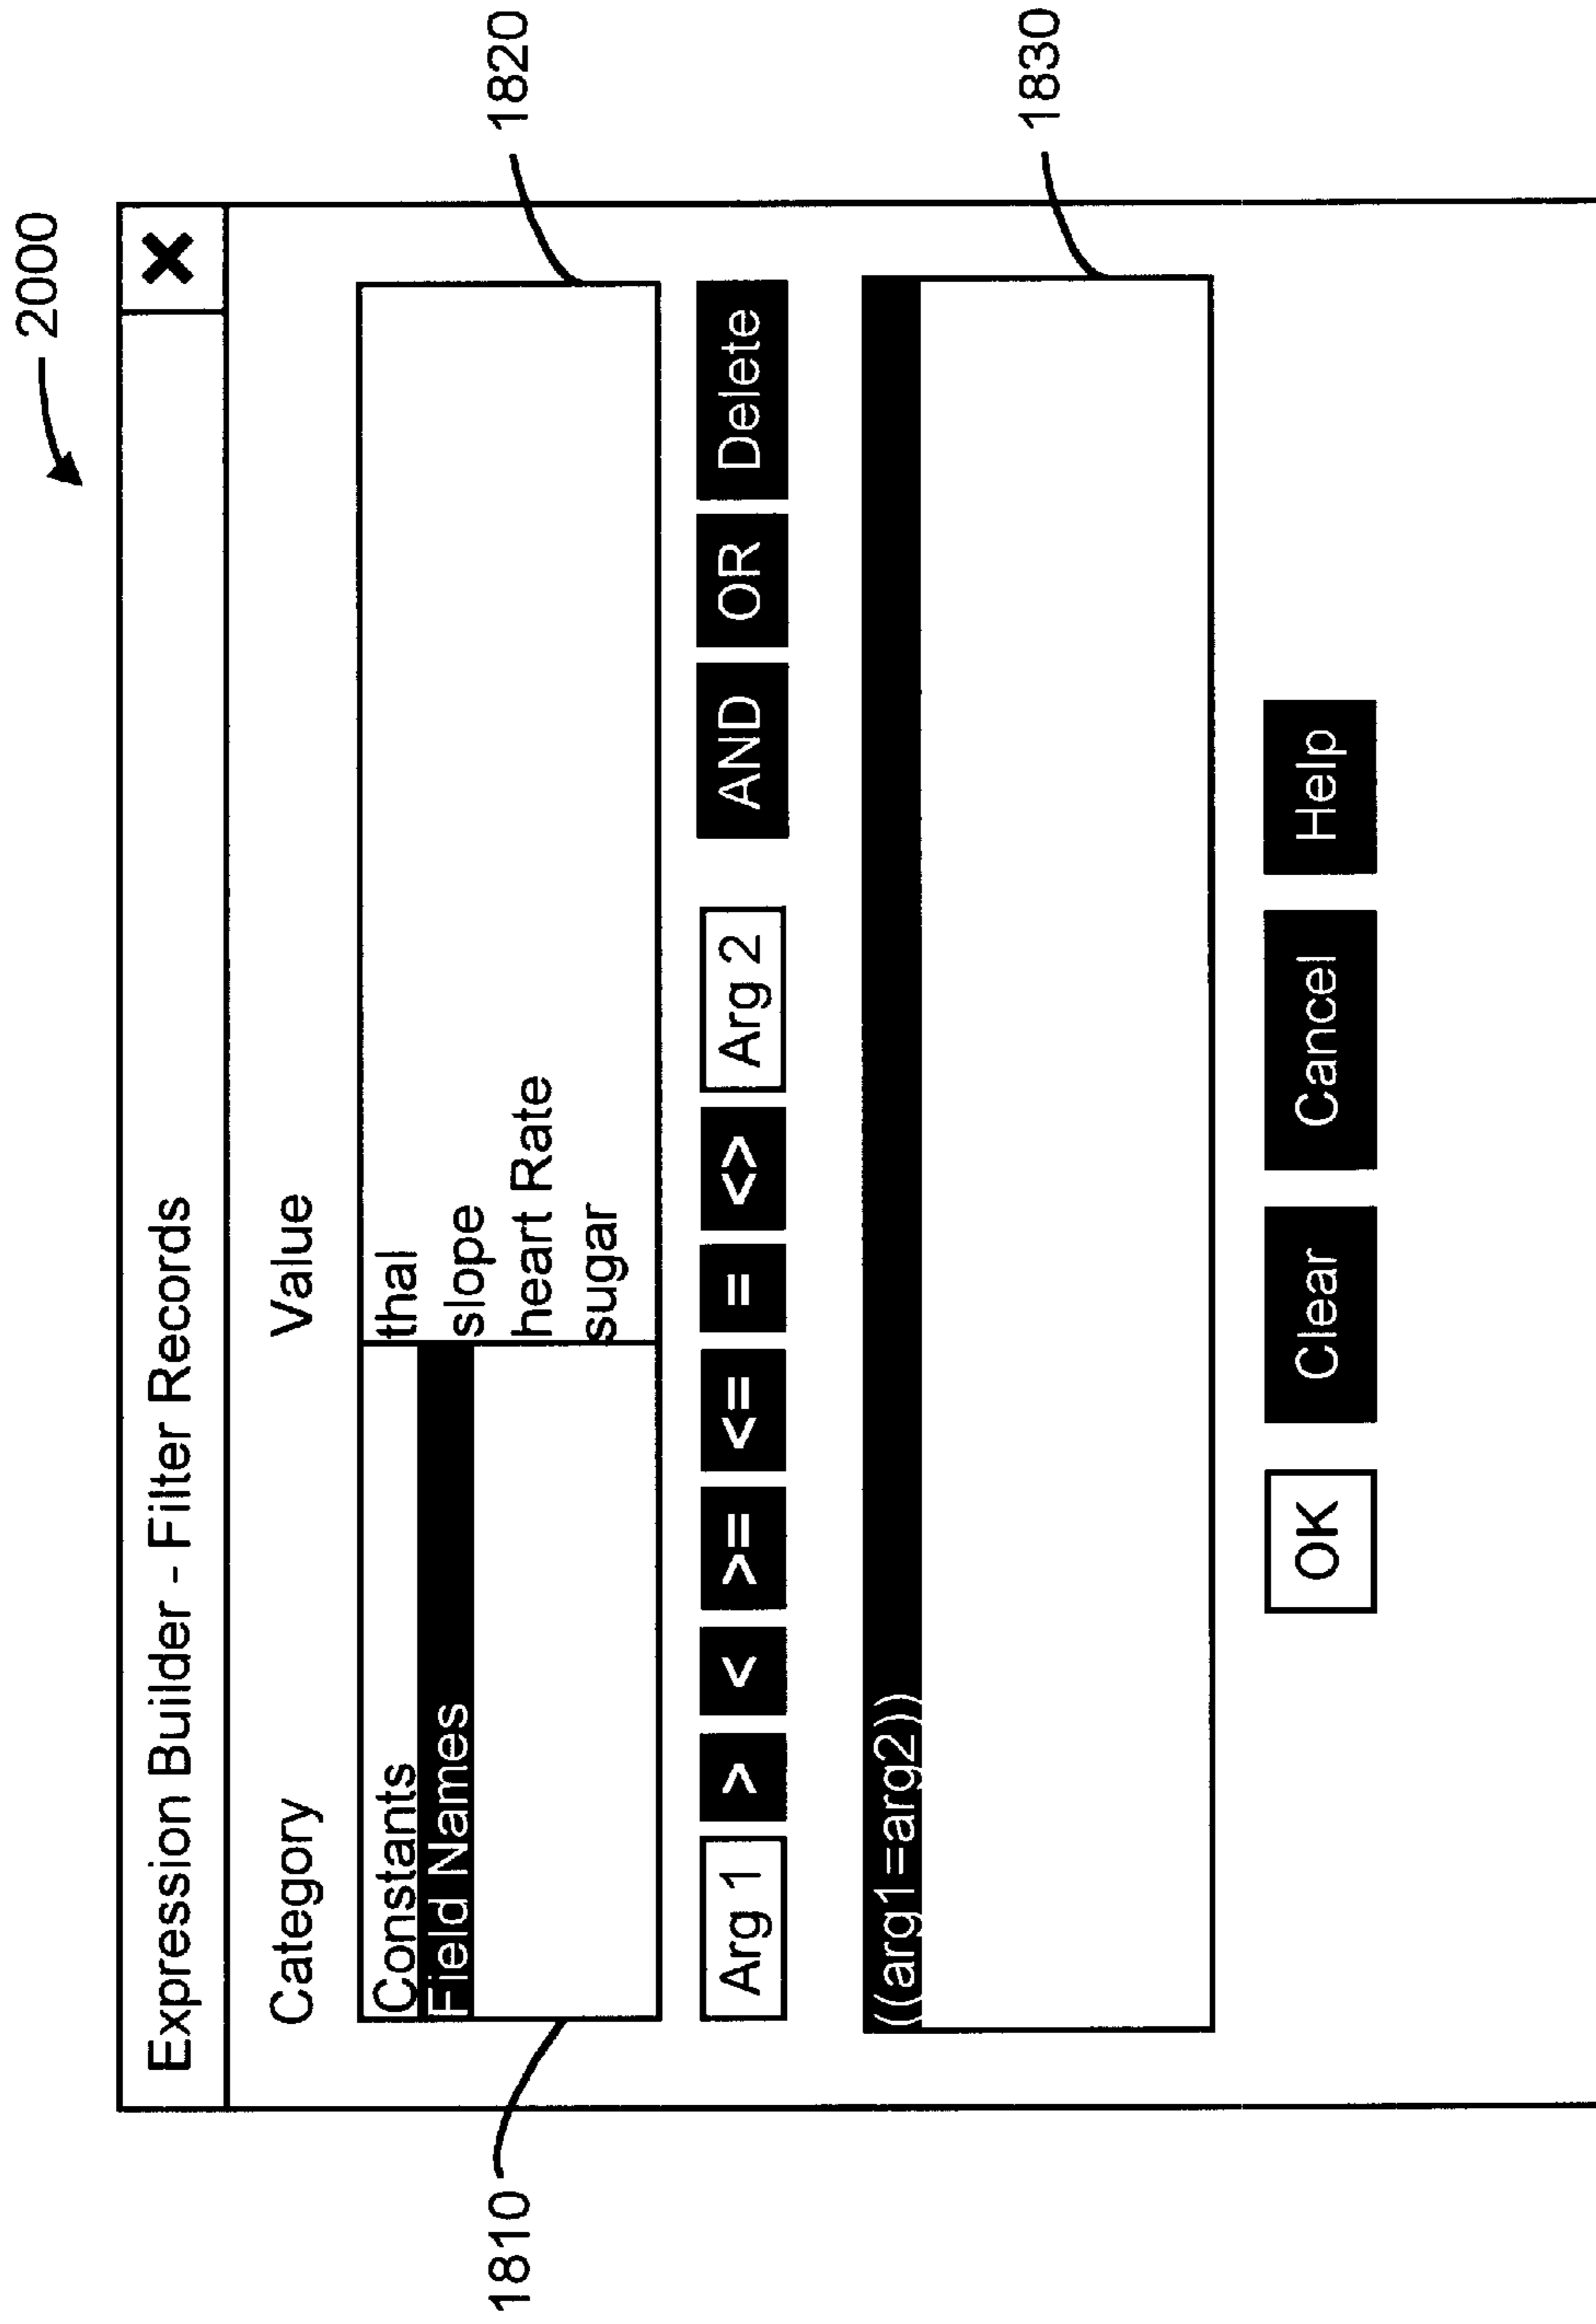 2000
Expression Builder - Filter Records X
Category Value
Constants thal
Field Names slope
heart Rate
sugar
1810
1820
Arg 1 > < >= <= = <> Arg 2 AND OR Delete
((arg1=arg2))
1830
OK Clear Cancel Help